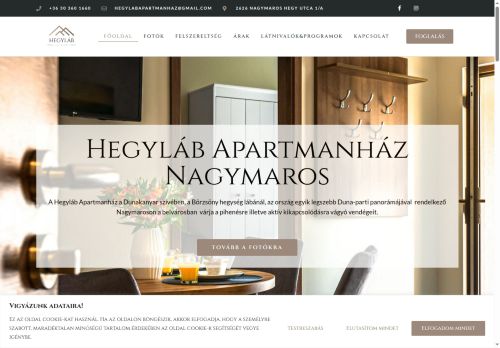 +36 30 360 1660 HEGYLABAPARTMANHAZ@GMAIL.COM 2626 NAGYMAROS HEGY UTCA 1/A
HEGYLÁB
FŐOLDAL FOTÓK FELSZERELTSÉG ÁRAK LÁTNIVALÓK&PROGRAMOK KAPCSOLAT FOGLALÁS
Hegyláb Apartmanház
Nagymaros
A Hegyláb Apartmanház a Dunakanyar szívében, a Börzsöny hegység lábánál, az ország egyik legszebb Duna-parti panorámájával rendelkező
Nagymaroson a belvárosban várja a pihenésre illetve aktív kikapcsolódásra vágyó vendégeit.
TOVÁBB A FOTÓKRA
Vigyázunk adataira!
Ez az oldal cookie-kat használ. Ha az oldalon böngészik, akkor elfogadja, hogy a személyre
szabott, maradéktalan minőségű tartalom érdekében az oldal cookie-k segítségét vegye
igénybe.
Testreszabás Elutasítom mindet Elfogadom mindet